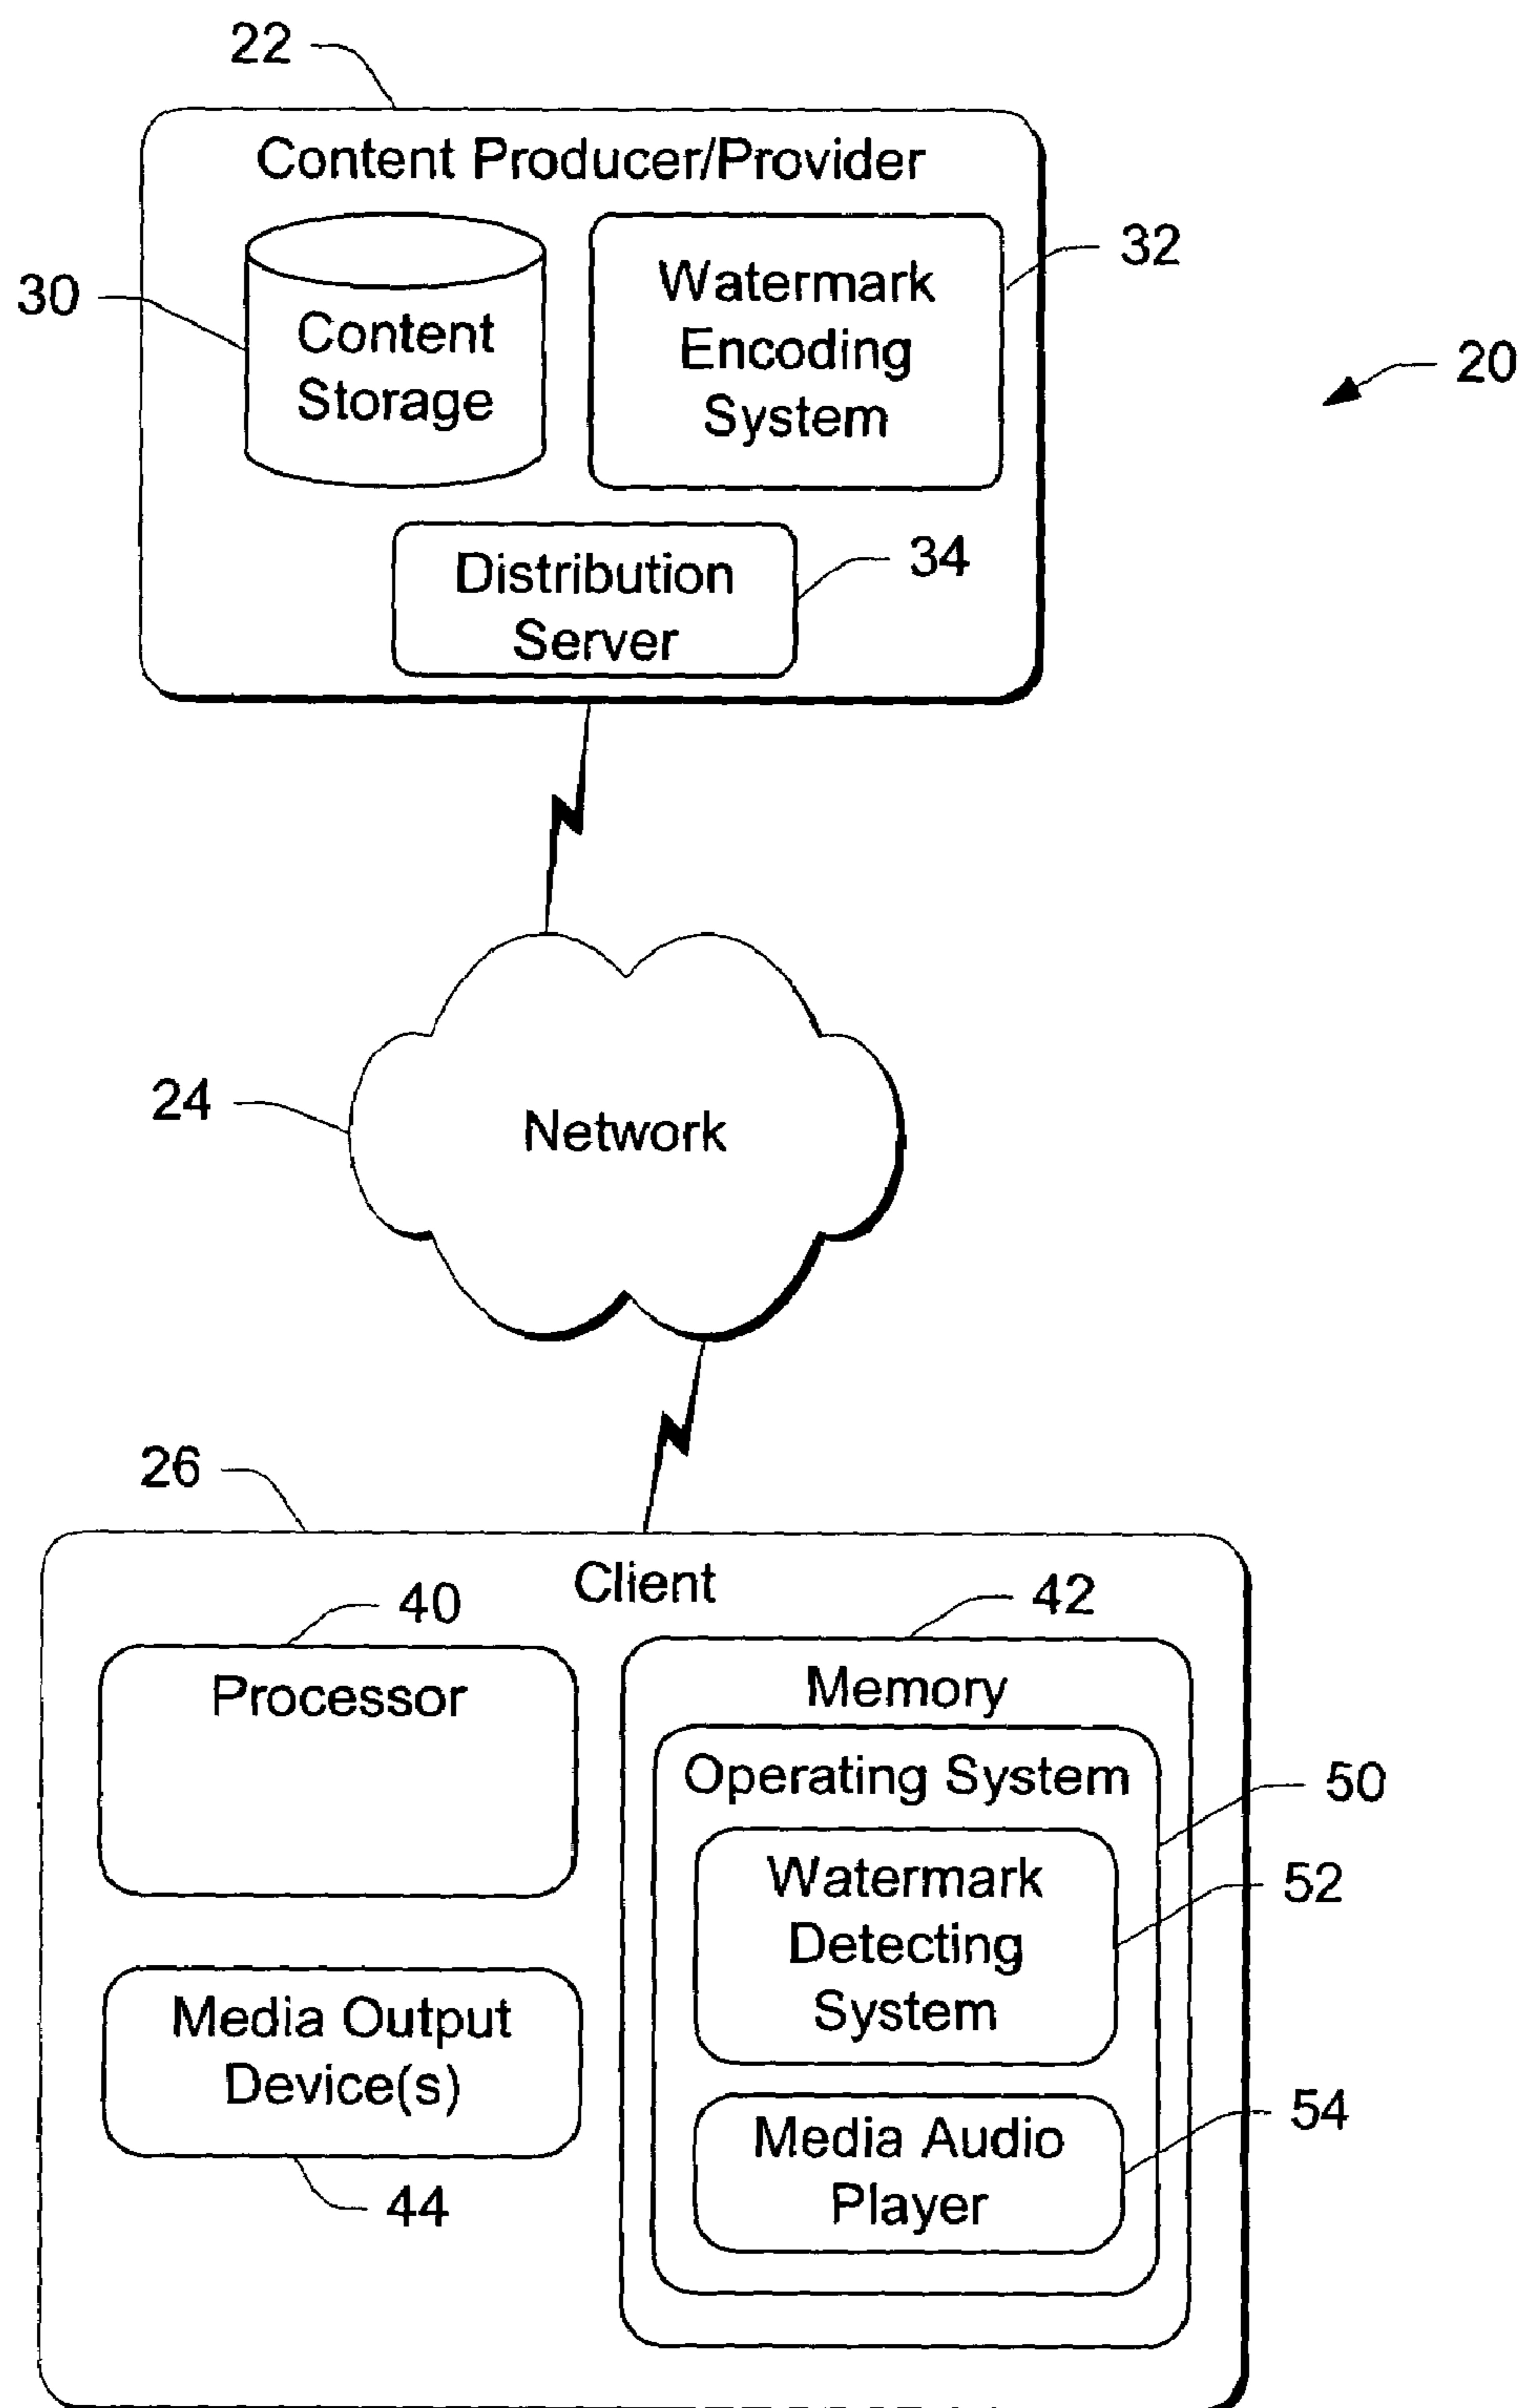 22
Content Producer/Provider
30
Content
Storage
Watermark
Encoding
System
32
20
Distribution
Server
34
24
Network
26
Client
40
Processor
42
Memory
Operating System
50
Watermark
Detecting
System
52
Media Output
Device(s)
44
Media Audio
Player
54